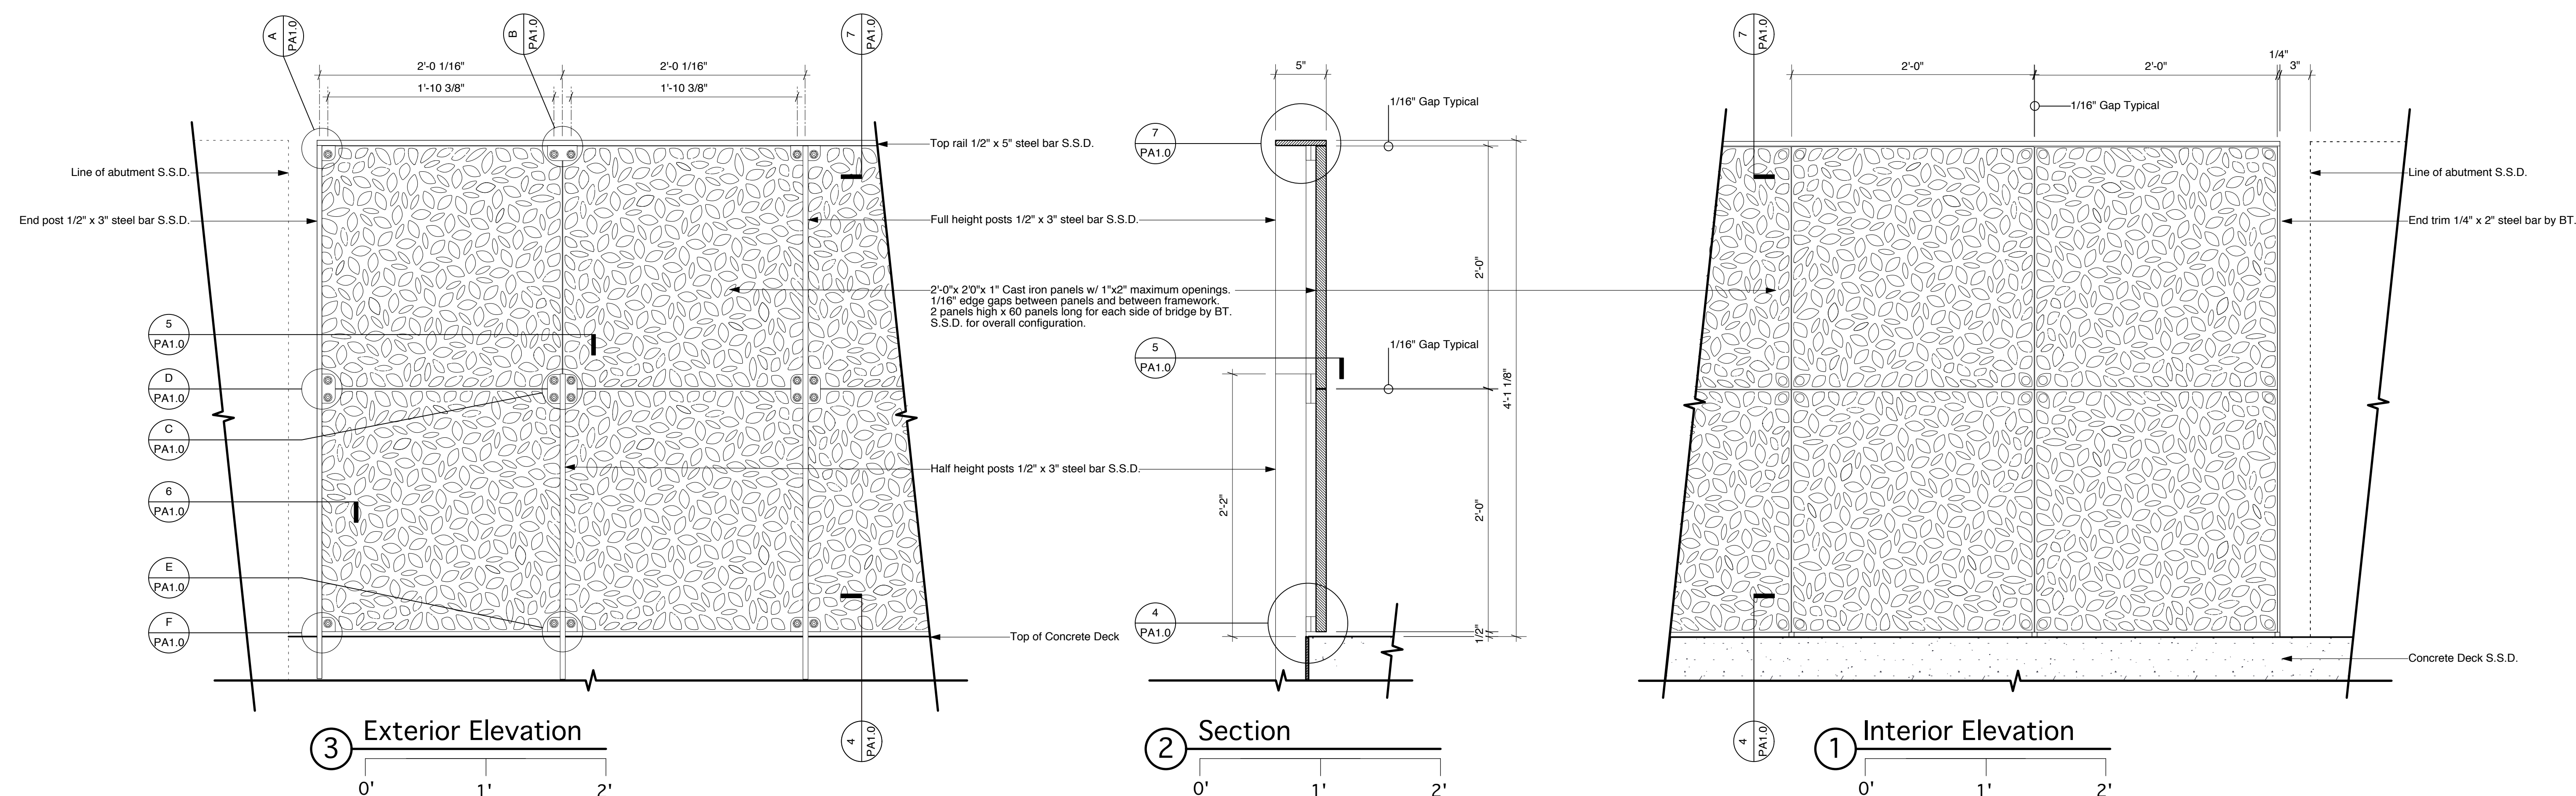 A
PA1.0
B
PA1.0
7
PA1.0
2'-0 1/16"
2'-0 1/16"
1'-10 3/8"
1'-10 3/8"
Line of abutment S.S.D.
End post 1/2" x 3" steel bar S.S.D.
5
PA1.0
D
PA1.0
C
PA1.0
6
PA1.0
E
PA1.0
F
PA1.0
4
PA1.0
Top rail 1/2" x 5" steel bar S.S.D.
Full height posts 1/2" x 3" steel bar S.S.D.
2'-0"x 2'0"x 1" Cast iron panels w/ 1"x2" maximum openings.
1/16" edge gaps between panels and between framework.
2 panels high x 60 panels long for each side of bridge by BT.
S.S.D. for overall configuration.
Half height posts 1/2" x 3" steel bar S.S.D.
Top of Concrete Deck
3
Exterior Elevation
0'
1'
2'
5"
1/16" Gap Typical
7
PA1.0
2'-0"
1/16" Gap Typical
5
PA1.0
4'-1 1/8"
2'-2"
2'-0"
4
PA1.0
1/2"
2
Section
0'
1'
2'
7
PA1.0
2'-0"
2'-0"
1/4"
3"
1/16" Gap Typical
Line of abutment S.S.D.
End trim 1/4" x 2" steel bar by BT.
Concrete Deck S.S.D.
4
PA1.0
1
Interior Elevation
0'
1'
2'